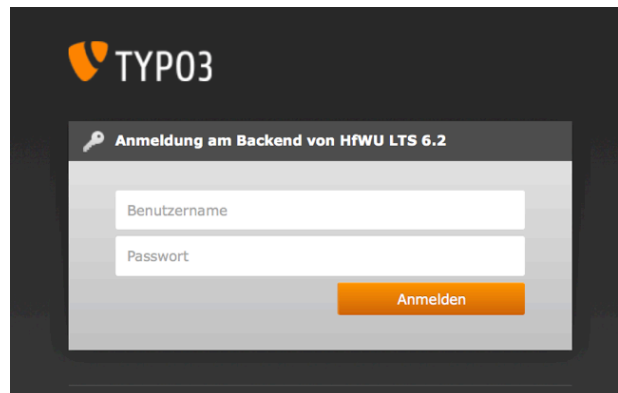 TYPO3
Anmeldung am Backend von HfWU LTS 6.2
Benutzername
Passwort
Anmelden